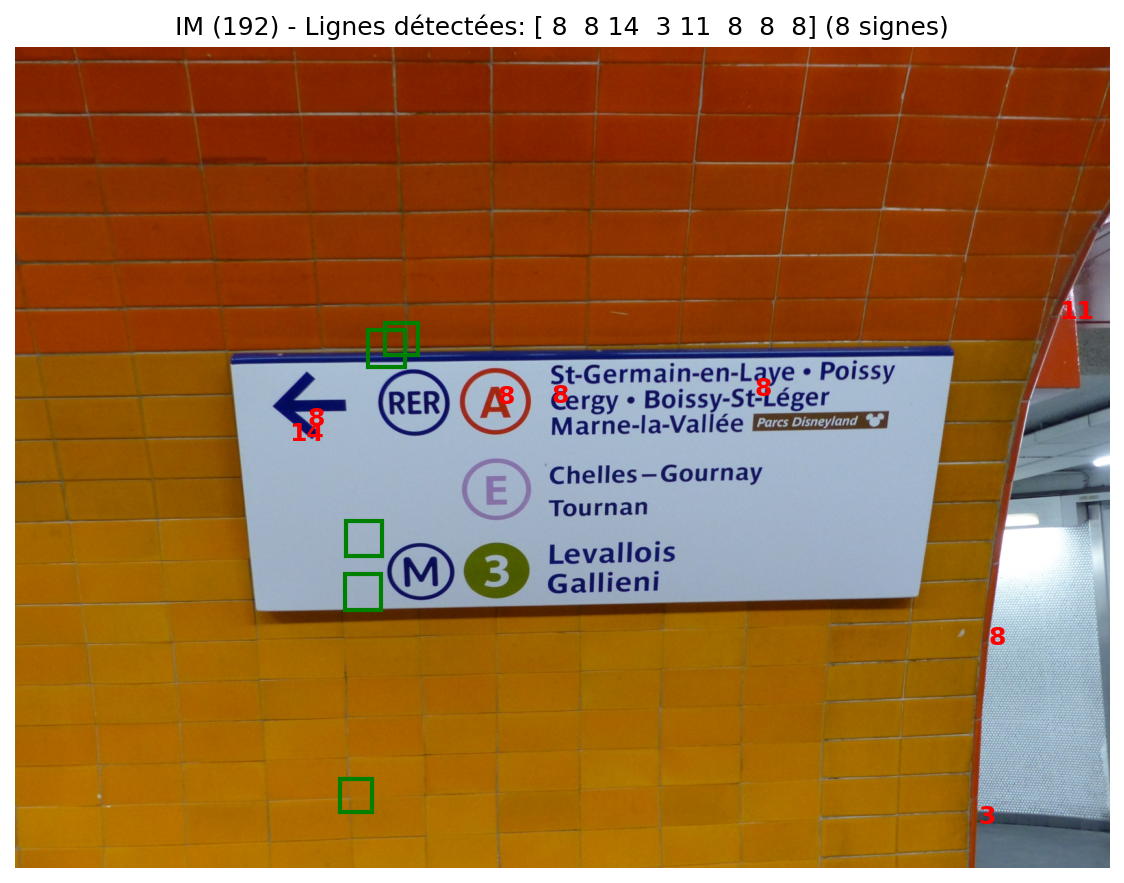 IM (192) - Lignes détectées: [ 8 8 14 3 11 8 8 8] (8 signes)
11
RER A St-Germain-en-Laye • Poissy
8 8 8
Cergy • Boissy-St-Léger
8
14
Marne-la-Vallée Parcs Disneyland
E Chelles–Gournay
Tournan
M 3 Levallois
Gallieni
8
3